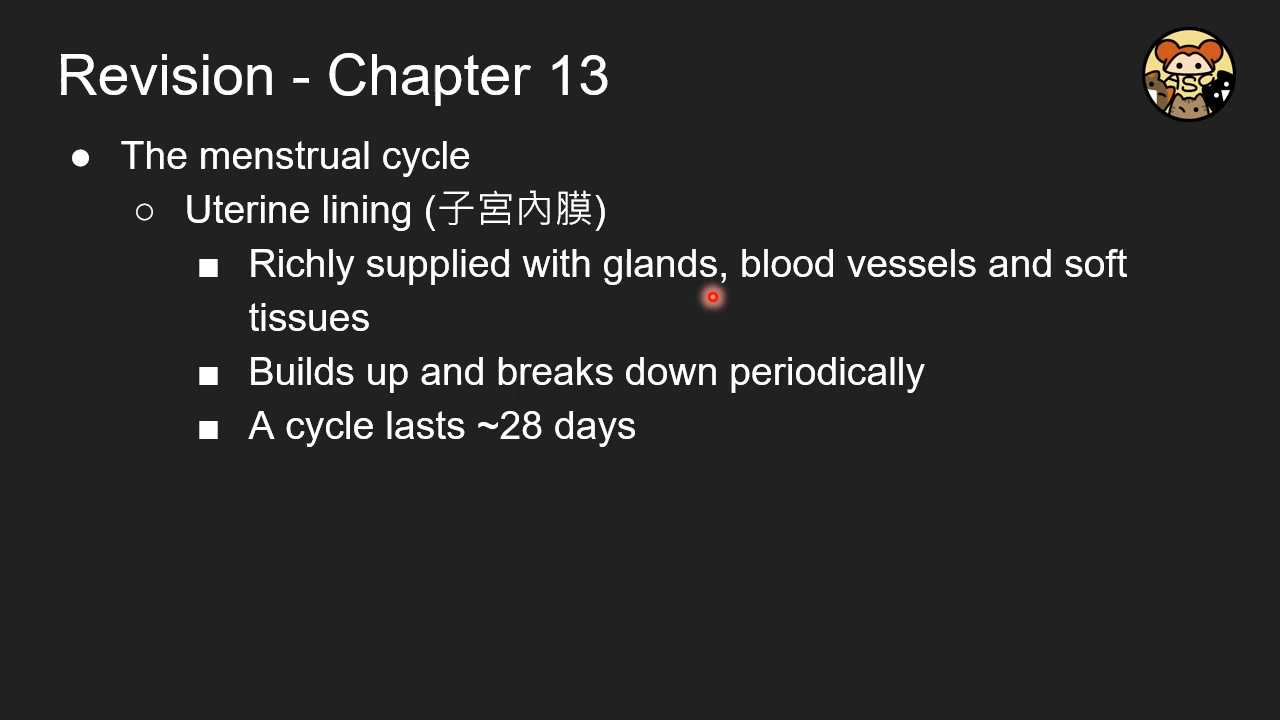 Revision - Chapter 13
● The menstrual cycle
○ Uterine lining (子宮內膜)
■ Richly supplied with glands, blood vessels and soft
tissues
■ Builds up and breaks down periodically
■ A cycle lasts ~28 days
S